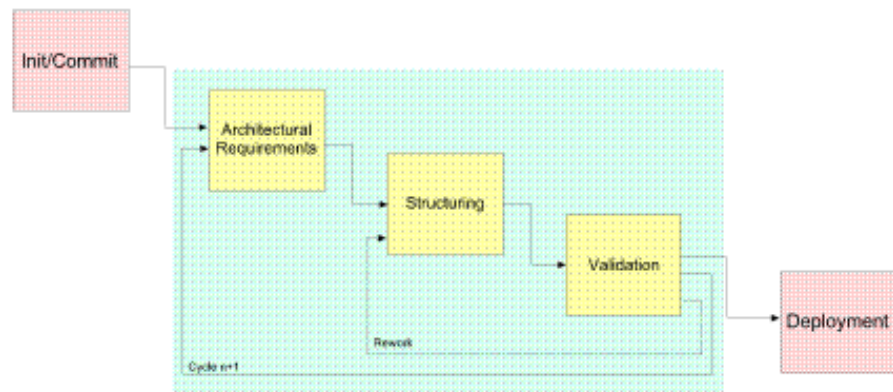 Init/Commit
Architectural
Requirements
Structuring
Validation
Deployment
Rework
Cycle n+1